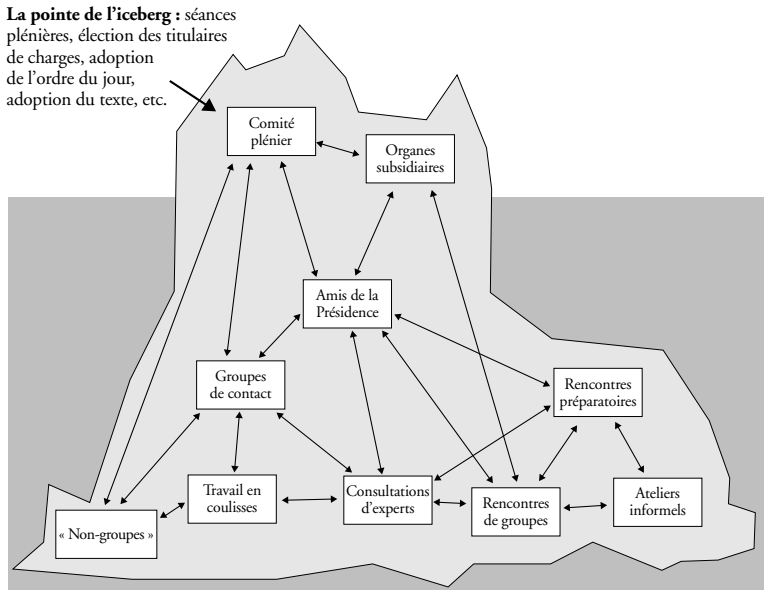 La pointe de l’iceberg : séances
plénières, élection des titulaires
de charges, adoption
de l’ordre du jour,
adoption du texte, etc.
Comité
plénier
Organes
subsidiaires
Amis de la
Présidence
Groupes
de contact
Rencontres
préparatoires
Travail en
coulisses
Consultations
d’experts
Rencontres
de groupes
Ateliers
informels
« Non-groupes »